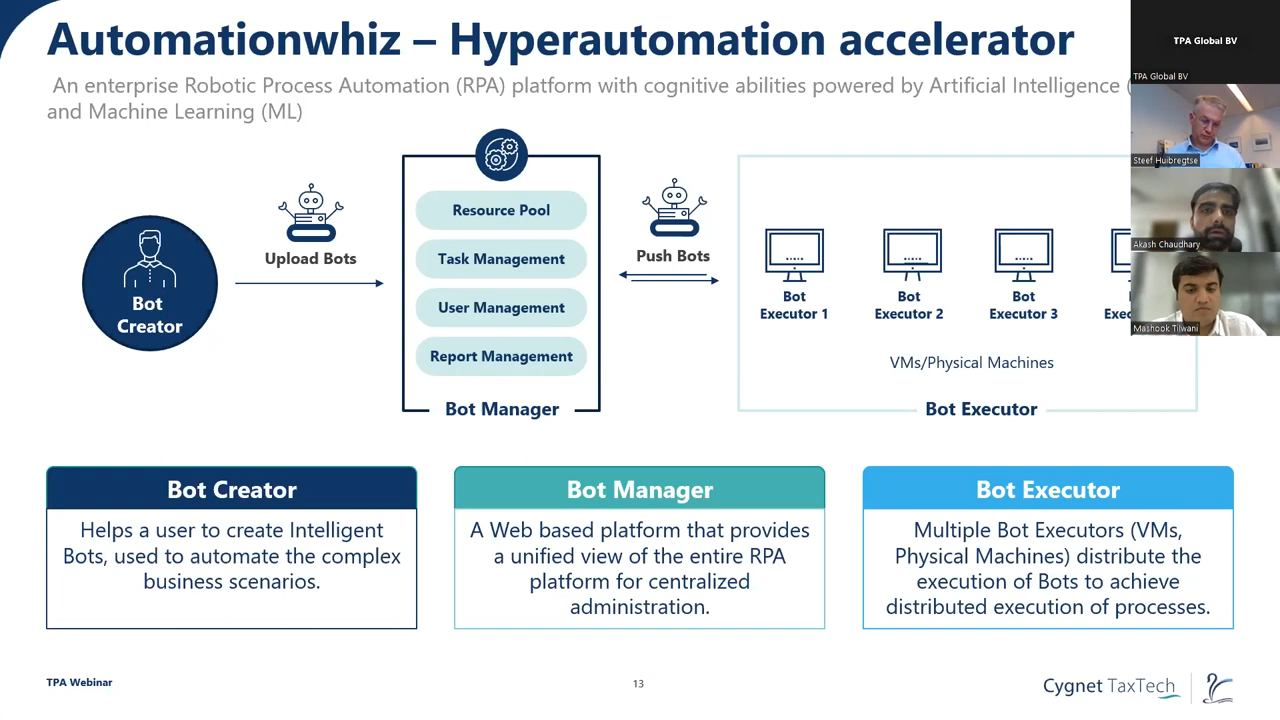 Automationwhiz – Hyperautomation accelerator
An enterprise Robotic Process Automation (RPA) platform with cognitive abilities powered by Artificial Intelligence (
and Machine Learning (ML)
TPA Global BV
TPA Global BV
Steef Huibregtse
Akash Chaudhary
Mashook Tilwani
Bot
Creator
Upload Bots
Resource Pool
Task Management
User Management
Report Management
Bot Manager
Push Bots
Bot
Executor 1
Bot
Executor 2
Bot
Executor 3
VMs/Physical Machines
Bot Executor
Bot Creator
Helps a user to create Intelligent
Bots, used to automate the complex
business scenarios.
Bot Manager
A Web based platform that provides
a unified view of the entire RPA
platform for centralized
administration.
Bot Executor
Multiple Bot Executors (VMs,
Physical Machines) distribute the
execution of Bots to achieve
distributed execution of processes.
TPA Webinar
13
Cygnet TaxTech